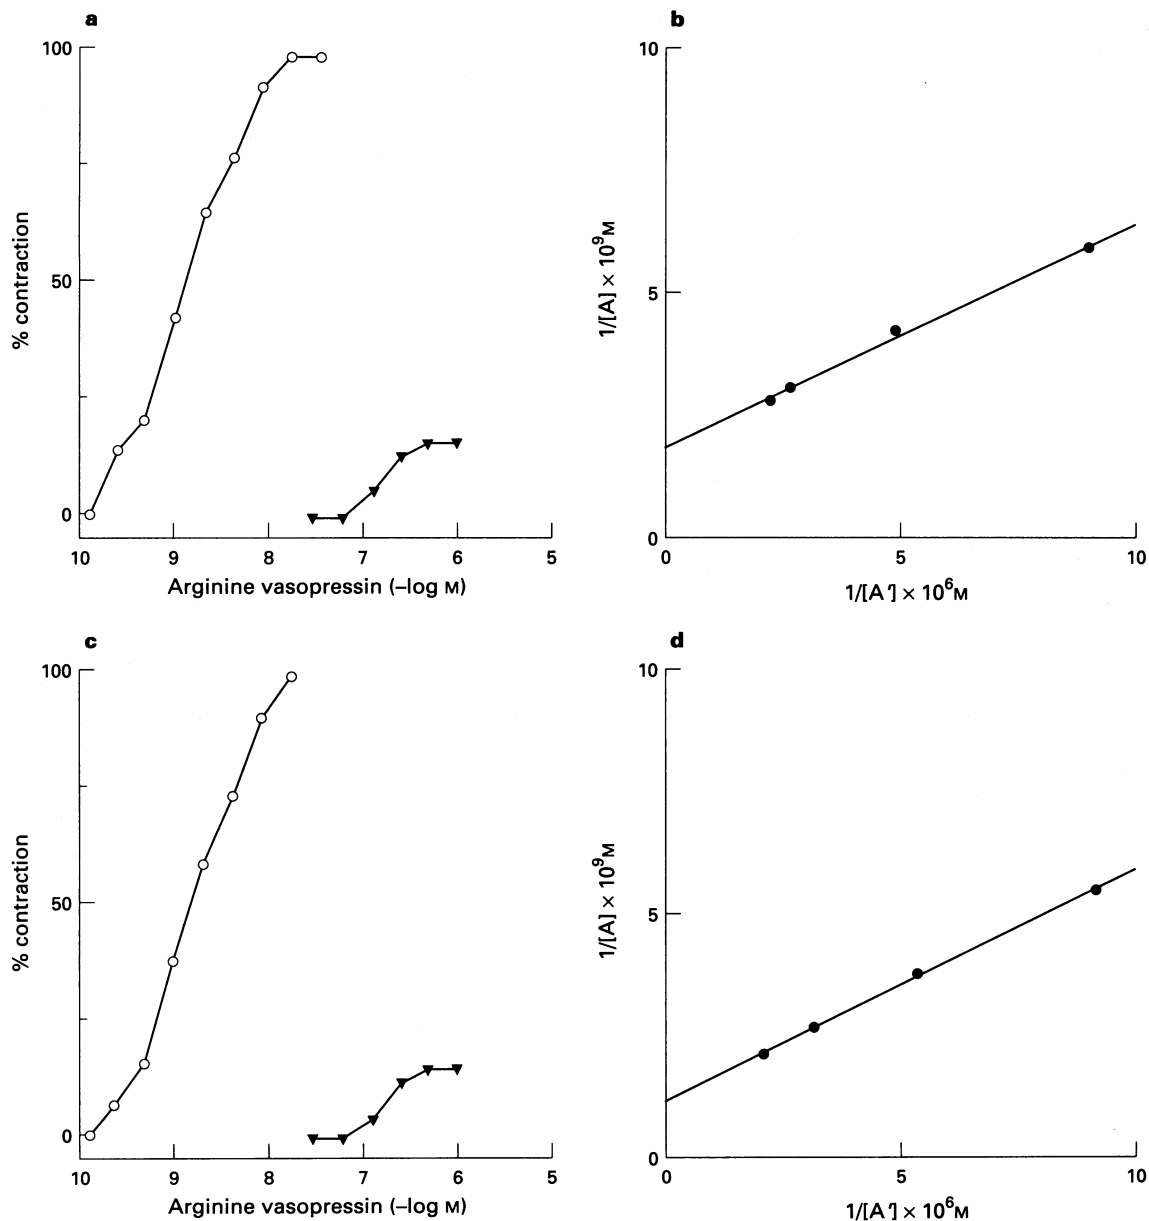 a
100
50
0
% contraction
10 9 8 7 6 5
Arginine vasopressin (–log M)
b
10
5
0
1/[A] × 10⁹M
0 5 10
1/[A'] × 10⁶M
c
100
50
0
% contraction
10 9 8 7 6 5
Arginine vasopressin (–log M)
d
10
5
0
1/[A] × 10⁹M
0 5 10
1/[A'] × 10⁶M